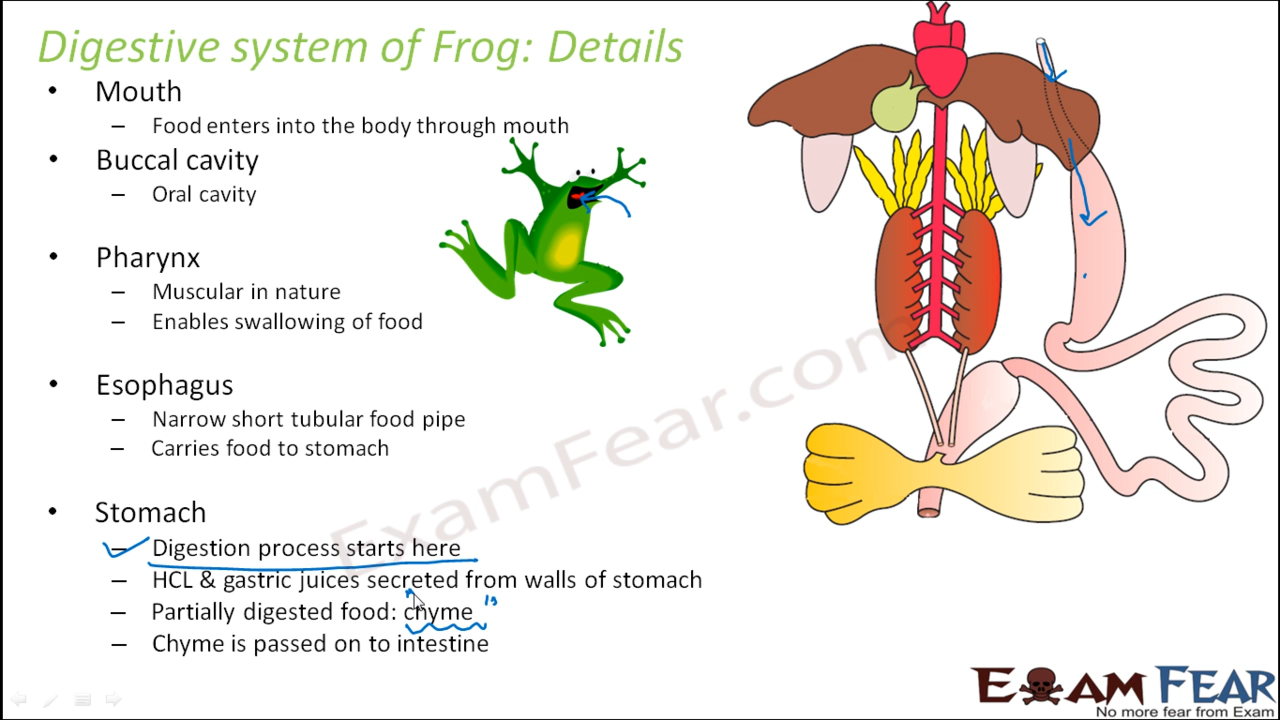 Digestive system of Frog: Details
• Mouth
– Food enters into the body through mouth
• Buccal cavity
– Oral cavity
• Pharynx
– Muscular in nature
– Enables swallowing of food
• Esophagus
– Narrow short tubular food pipe
– Carries food to stomach
• Stomach
– Digestion process starts here
– HCL & gastric juices secreted from walls of stomach
– Partially digested food: chyme
– Chyme is passed on to intestine
ExamFear.com
EXAM FEAR
No more fear from Exam